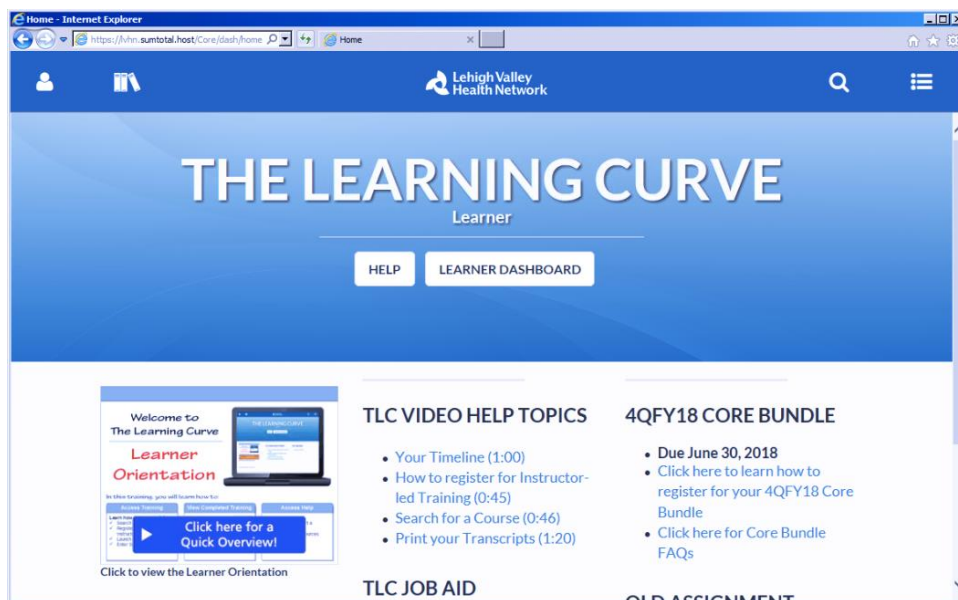 Home - Internet Explorer
https://lvhn.sumtotal.host/Core/dash/home
Home
Lehigh Valley
Health Network
THE LEARNING CURVE
Learner
HELP
LEARNER DASHBOARD
Welcome to
The Learning Curve
Learner
Orientation
In this training, you will learn how to:
Access Training
View Completed Training
Access Help
Click here for a
Quick Overview!
Click to view the Learner Orientation
TLC VIDEO HELP TOPICS
Your Timeline (1:00)
How to register for Instructor-
led Training (0:45)
Search for a Course (0:46)
Print your Transcripts (1:20)
TLC JOB AID
4QFY18 CORE BUNDLE
Due June 30, 2018
Click here to learn how to
register for your 4QFY18 Core
Bundle
Click here for Core Bundle
FAQs
OLD ASSIGNMENT